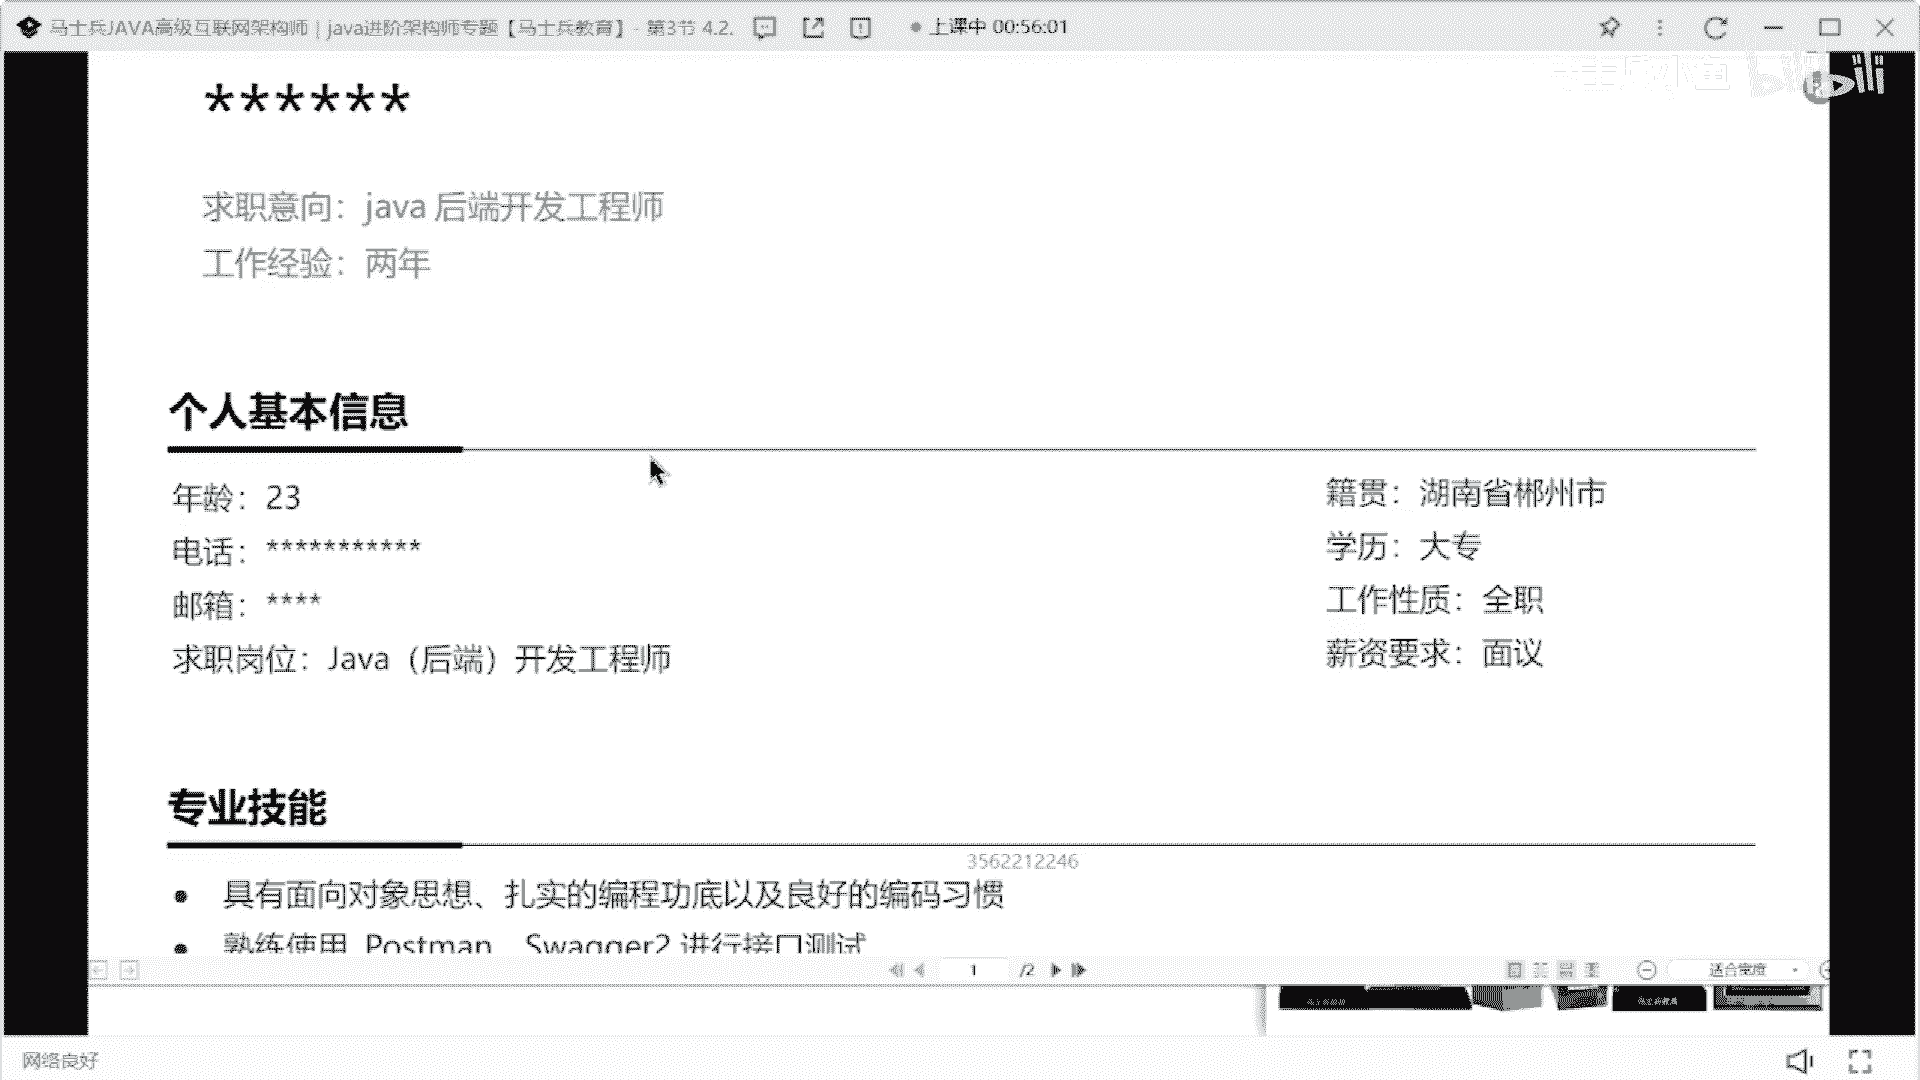 马士兵JAVA高级互联网架构师｜java进阶架构师专题【马士兵教育】- 第3节 4.2.
上课中 00:56:01
bilibili
******
求职意向：java 后端开发工程师
工作经验：两年
个人基本信息
年龄：23
籍贯：湖南省郴州市
电话：***********
学历：大专
邮箱：****
工作性质：全职
求职岗位：Java（后端）开发工程师
薪资要求：面议
专业技能
3562212246
● 具有面向对象思想、扎实的编程功底以及良好的编码习惯
● 熟练使用 Postman、Swagger2 进行接口测试
1 /2
适合宽度
网络良好